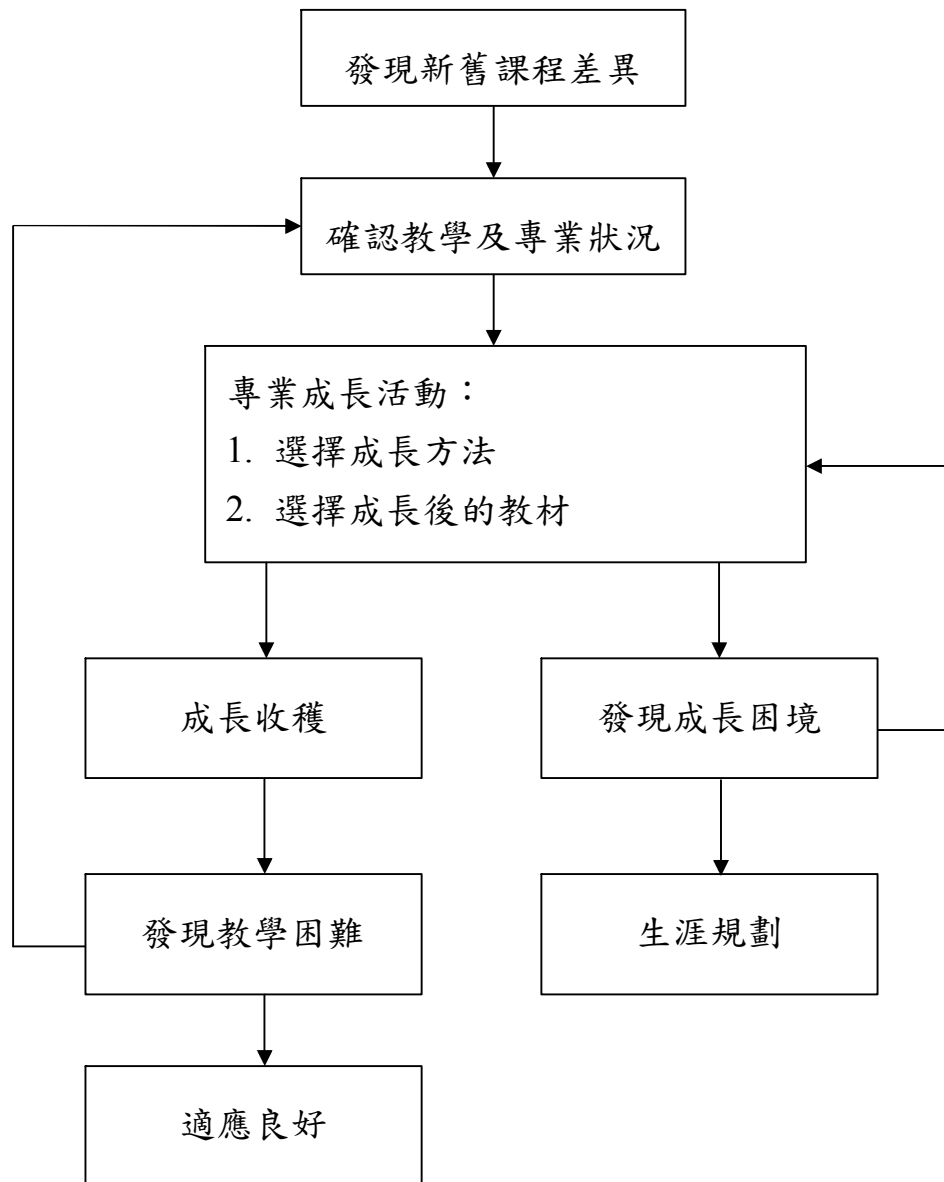 發現新舊課程差異
確認教學及專業狀況
專業成長活動：
1. 選擇成長方法
2. 選擇成長後的教材
成長收穫
發現成長困境
發現教學困難
生涯規劃
適應良好